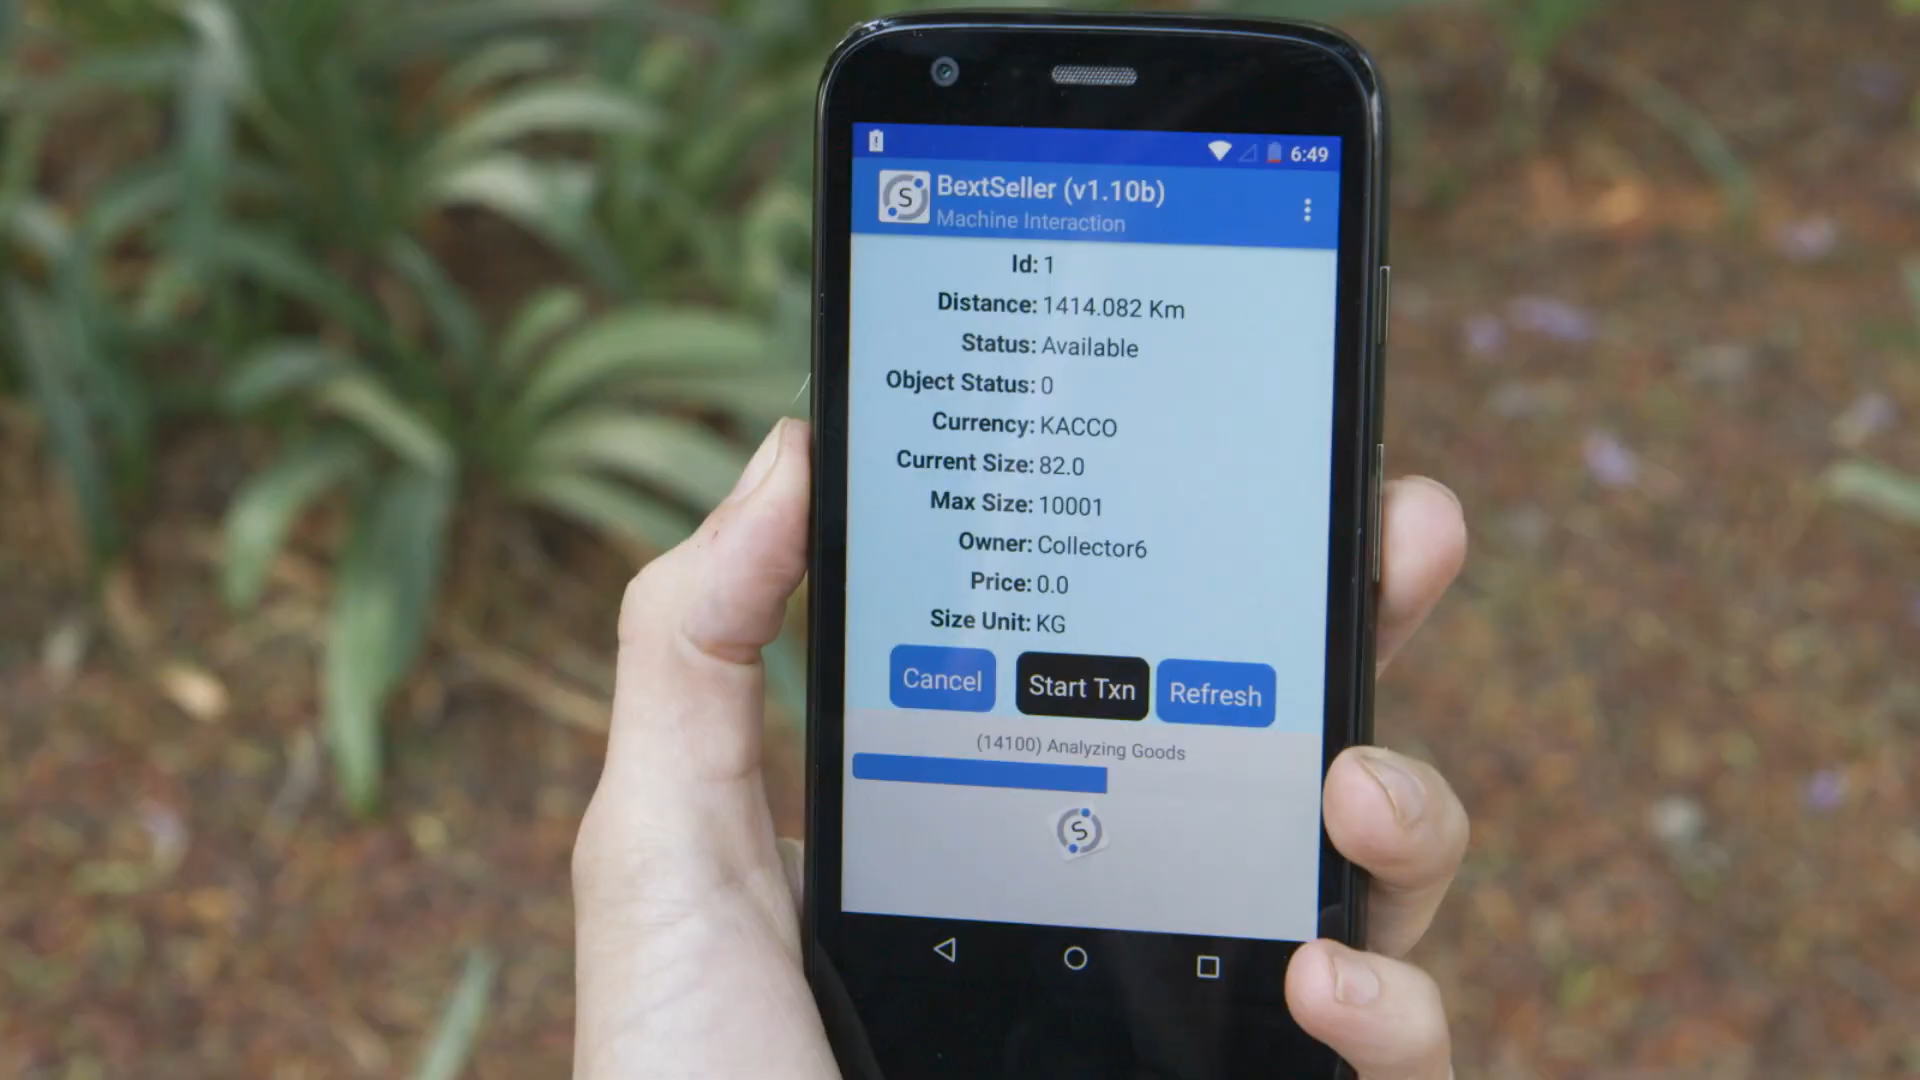 6:49
S
BextSeller (v1.10b)
Machine Interaction
Id: 1
Distance: 1414.082 Km
Status: Available
Object Status: 0
Currency: KACCO
Current Size: 82.0
Max Size: 10001
Owner: Collector6
Price: 0.0
Size Unit: KG
Cancel Start Txn Refresh
(14100) Analyzing Goods
S